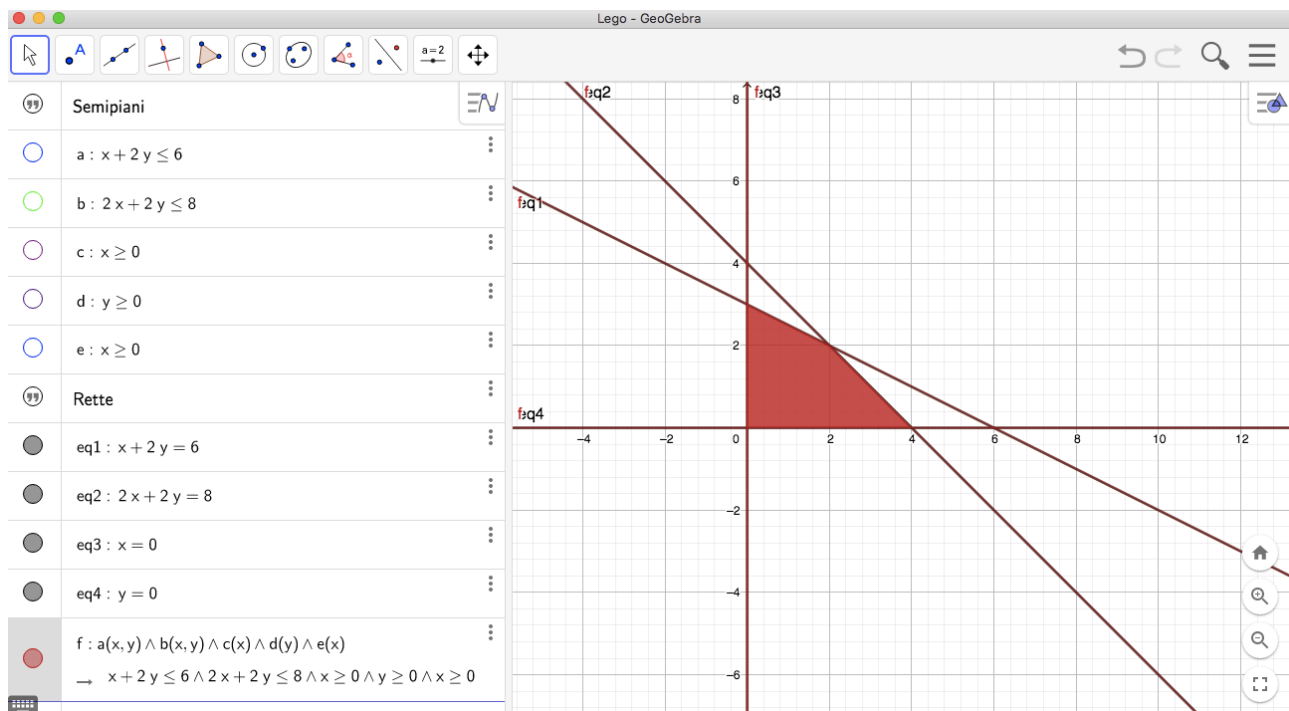 Lego - GeoGebra
A
a=2
Semipiani
a : x + 2 y ≤ 6
b : 2 x + 2 y ≤ 8
c : x ≥ 0
d : y ≥ 0
e : x ≥ 0
Rette
eq1 : x + 2 y = 6
eq2 : 2 x + 2 y = 8
eq3 : x = 0
eq4 : y = 0
f : a(x, y) ∧ b(x, y) ∧ c(x) ∧ d(y) ∧ e(x)
→ x + 2 y ≤ 6 ∧ 2 x + 2 y ≤ 8 ∧ x ≥ 0 ∧ y ≥ 0 ∧ x ≥ 0
eq2
eq3
eq1
eq4
8
6
4
2
−4 −2 0 2 4 6 8 10 12
−2
−4
−6